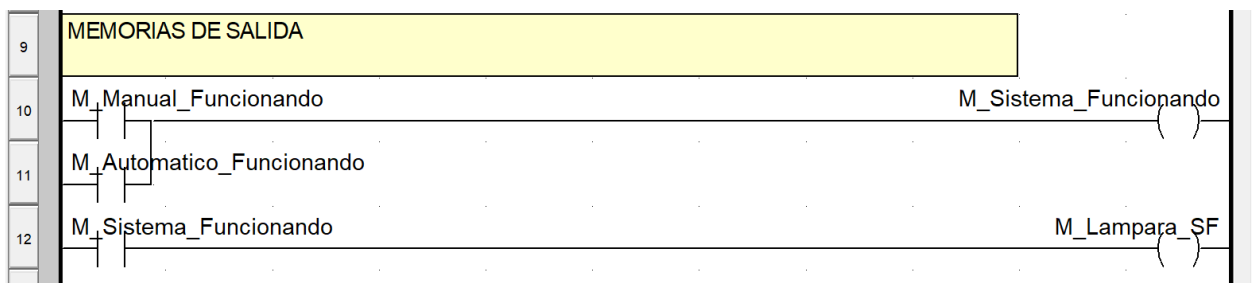 9
MEMORIAS DE SALIDA
10
M_Manual_Funcionando
M_Sistema_Funcionando
11
M_Automatico_Funcionando
12
M_Sistema_Funcionando
M_Lampara_SF